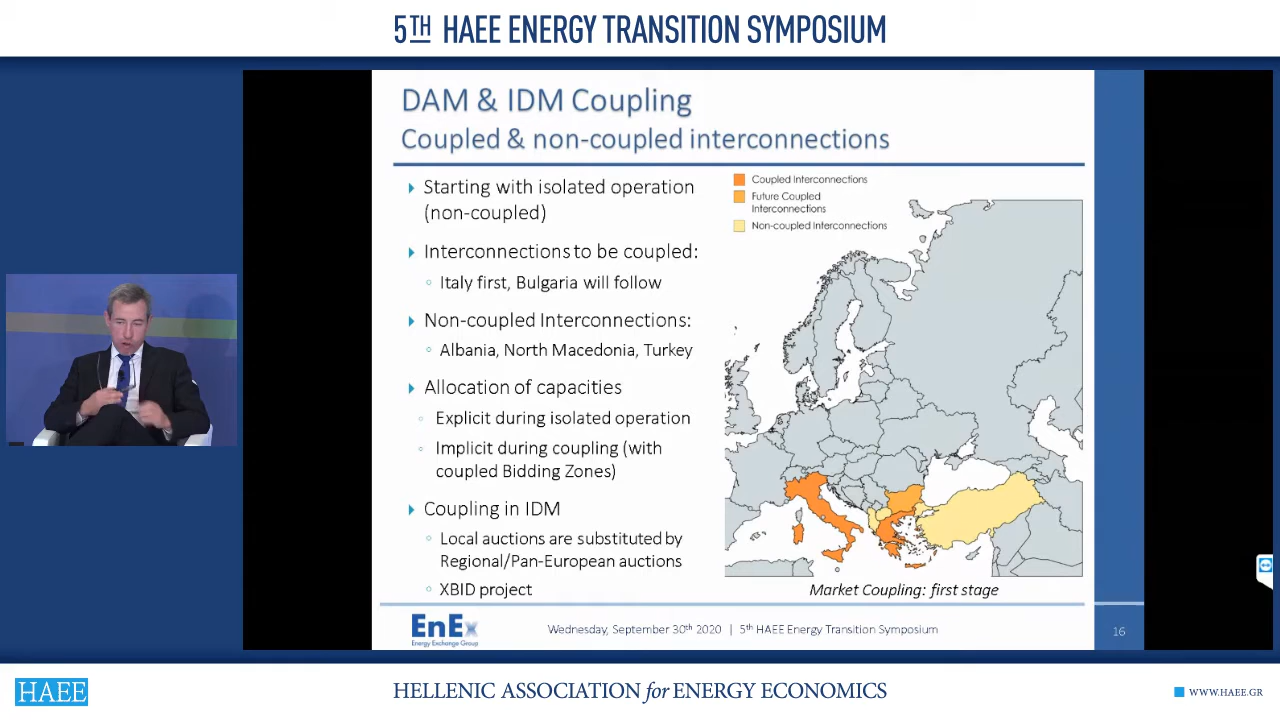 5TH HAEE ENERGY TRANSITION SYMPOSIUM
DAM & IDM Coupling
Coupled & non-coupled interconnections
Starting with isolated operation
(non-coupled)
Interconnections to be coupled:
Italy first, Bulgaria will follow
Non-coupled Interconnections:
Albania, North Macedonia, Turkey
Allocation of capacities
Explicit during isolated operation
Implicit during coupling (with
coupled Bidding Zones)
Coupling in IDM
Local auctions are substituted by
Regional/Pan-European auctions
XBID project
Coupled Interconnections
Future Coupled
Interconnections
Non-coupled Interconnections
Market Coupling: first stage
EnEx
Energy Exchange Group
Wednesday, September 30th 2020 | 5th HAEE Energy Transition Symposium
16
HAEE
HELLENIC ASSOCIATION for ENERGY ECONOMICS
WWW.HAEE.GR